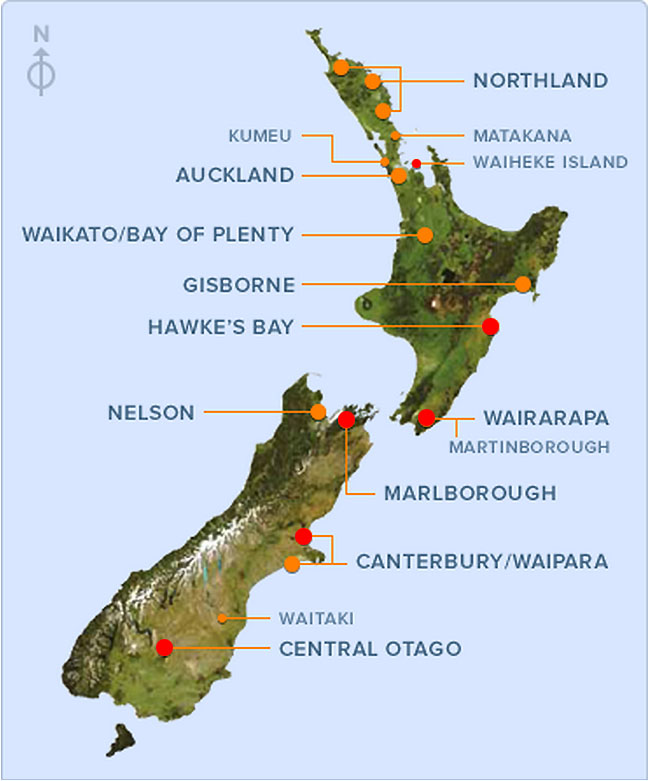 N
NORTHLAND
KUMEU
MATAKANA
WAIHEKE ISLAND
AUCKLAND
WAIKATO/BAY OF PLENTY
GISBORNE
HAWKE'S BAY
NELSON
WAIRARAPA
MARTINBOROUGH
MARLBOROUGH
CANTERBURY/WAIPARA
WAITAKI
CENTRAL OTAGO